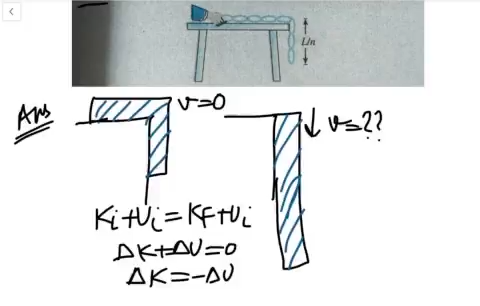 L/n
Ans
v=0
v=??
Ki+Ui=KF+Ui
ΔK+ΔU=0
ΔK=-ΔU